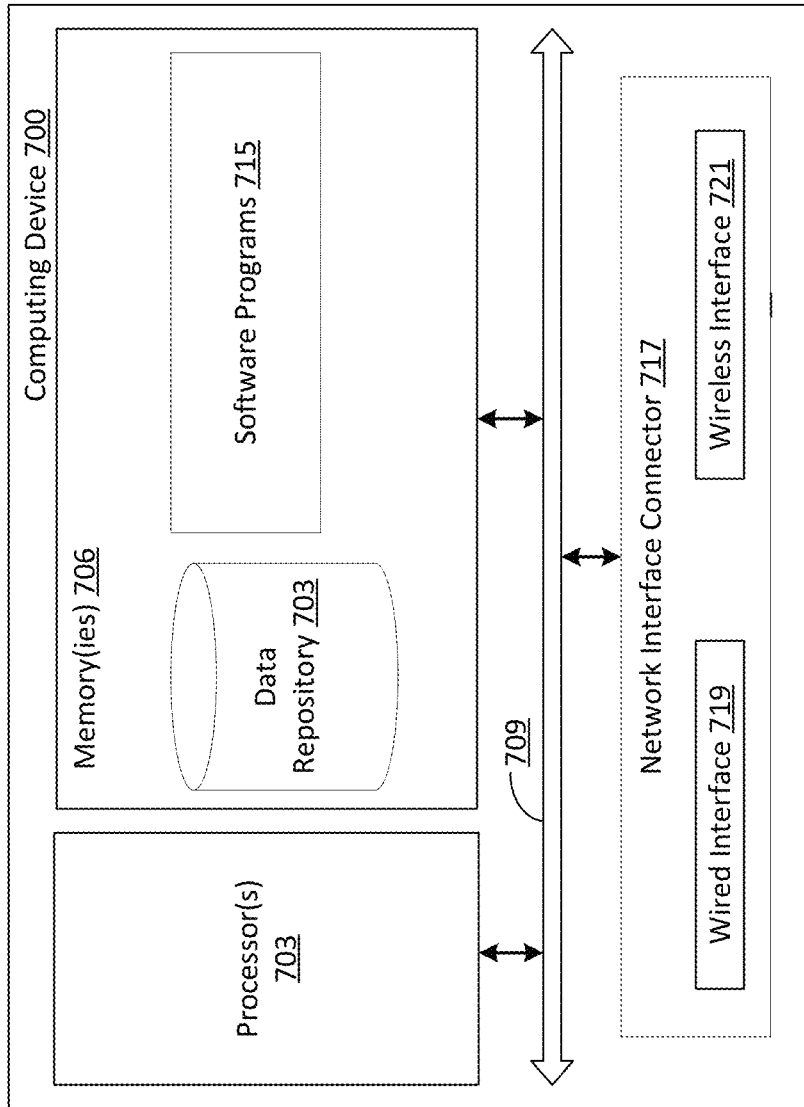 Computing Device 700
Memory(ies) 706
Processor(s)
703
Data
Repository 703
Software Programs 715
709
Network Interface Connector 717
Wired Interface 719
Wireless Interface 721